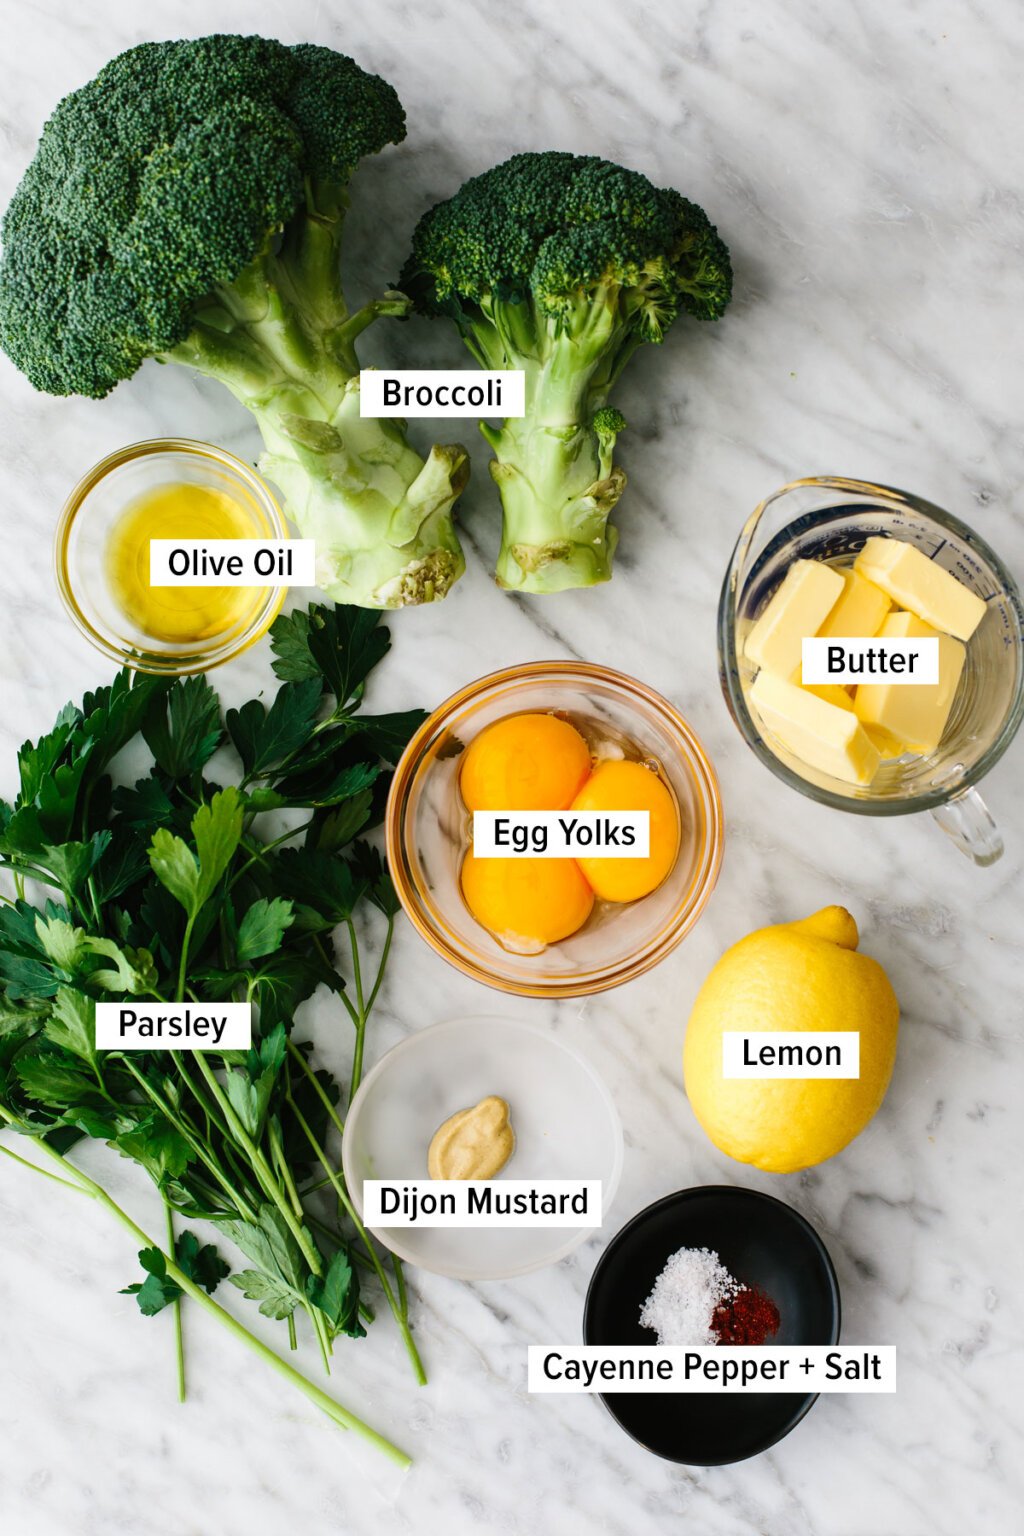 Broccoli
Olive Oil
Butter
Egg Yolks
Parsley
Lemon
Dijon Mustard
Cayenne Pepper + Salt